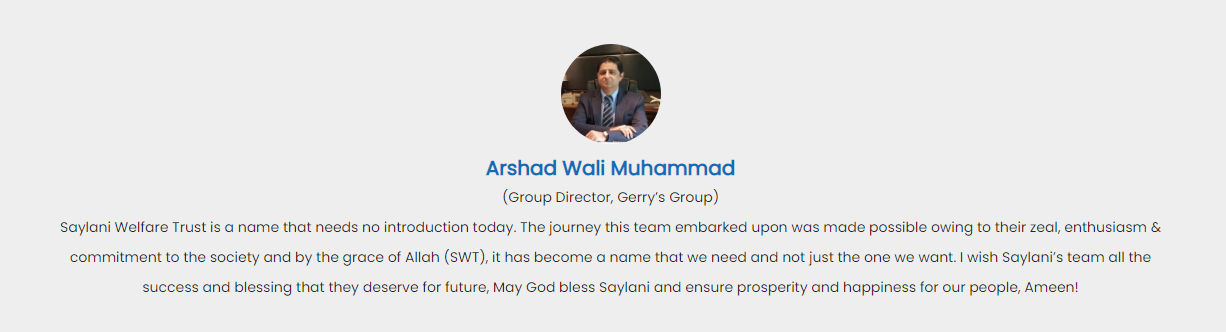 Arshad Wali Muhammad
(Group Director, Gerry’s Group)
Saylani Welfare Trust is a name that needs no introduction today. The journey this team embarked upon was made possible owing to their zeal, enthusiasm &
commitment to the society and by the grace of Allah (SWT), it has become a name that we need and not just the one we want. I wish Saylani’s team all the
success and blessing that they deserve for future, May God bless Saylani and ensure prosperity and happiness for our people, Ameen!